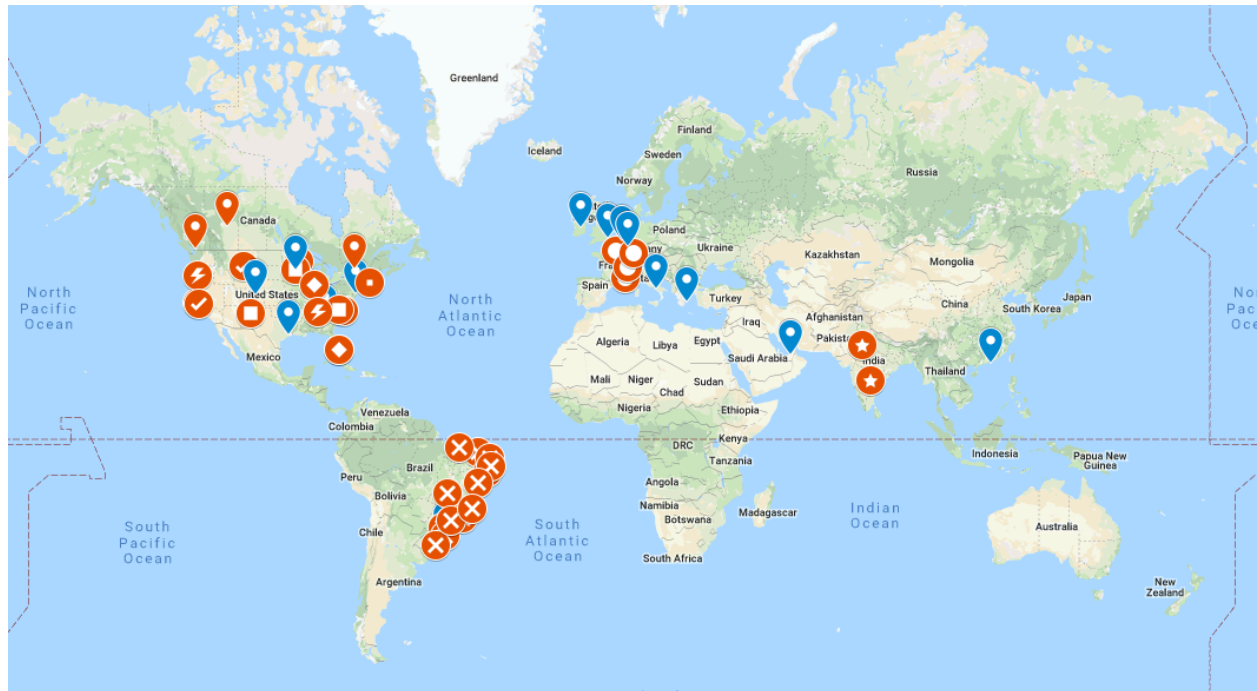 Greenland
Iceland
Finland
Sweden
Norway
Russia
Canada
Poland
Ukraine
Kazakhstan
Mongolia
Spain
Turkey
United States
North
Pacific
Ocean
North
Atlantic
Ocean
Japan
South Korea
China
Afghanistan
Iraq
Algeria
Libya
Egypt
Saudi Arabia
India
Mexico
Thailand
Mali
Niger
Chad
Sudan
Nigeria
Ethiopia
Venezuela
Colombia
DRC
Kenya
Tanzania
Indonesia
Papua New
Guinea
Brazil
Peru
Angola
Bolivia
Namibia
Botswana
Madagascar
Indian
Ocean
Chile
South
Pacific
Ocean
South
Atlantic
Ocean
Australia
South Africa
Argentina
New
Zealand